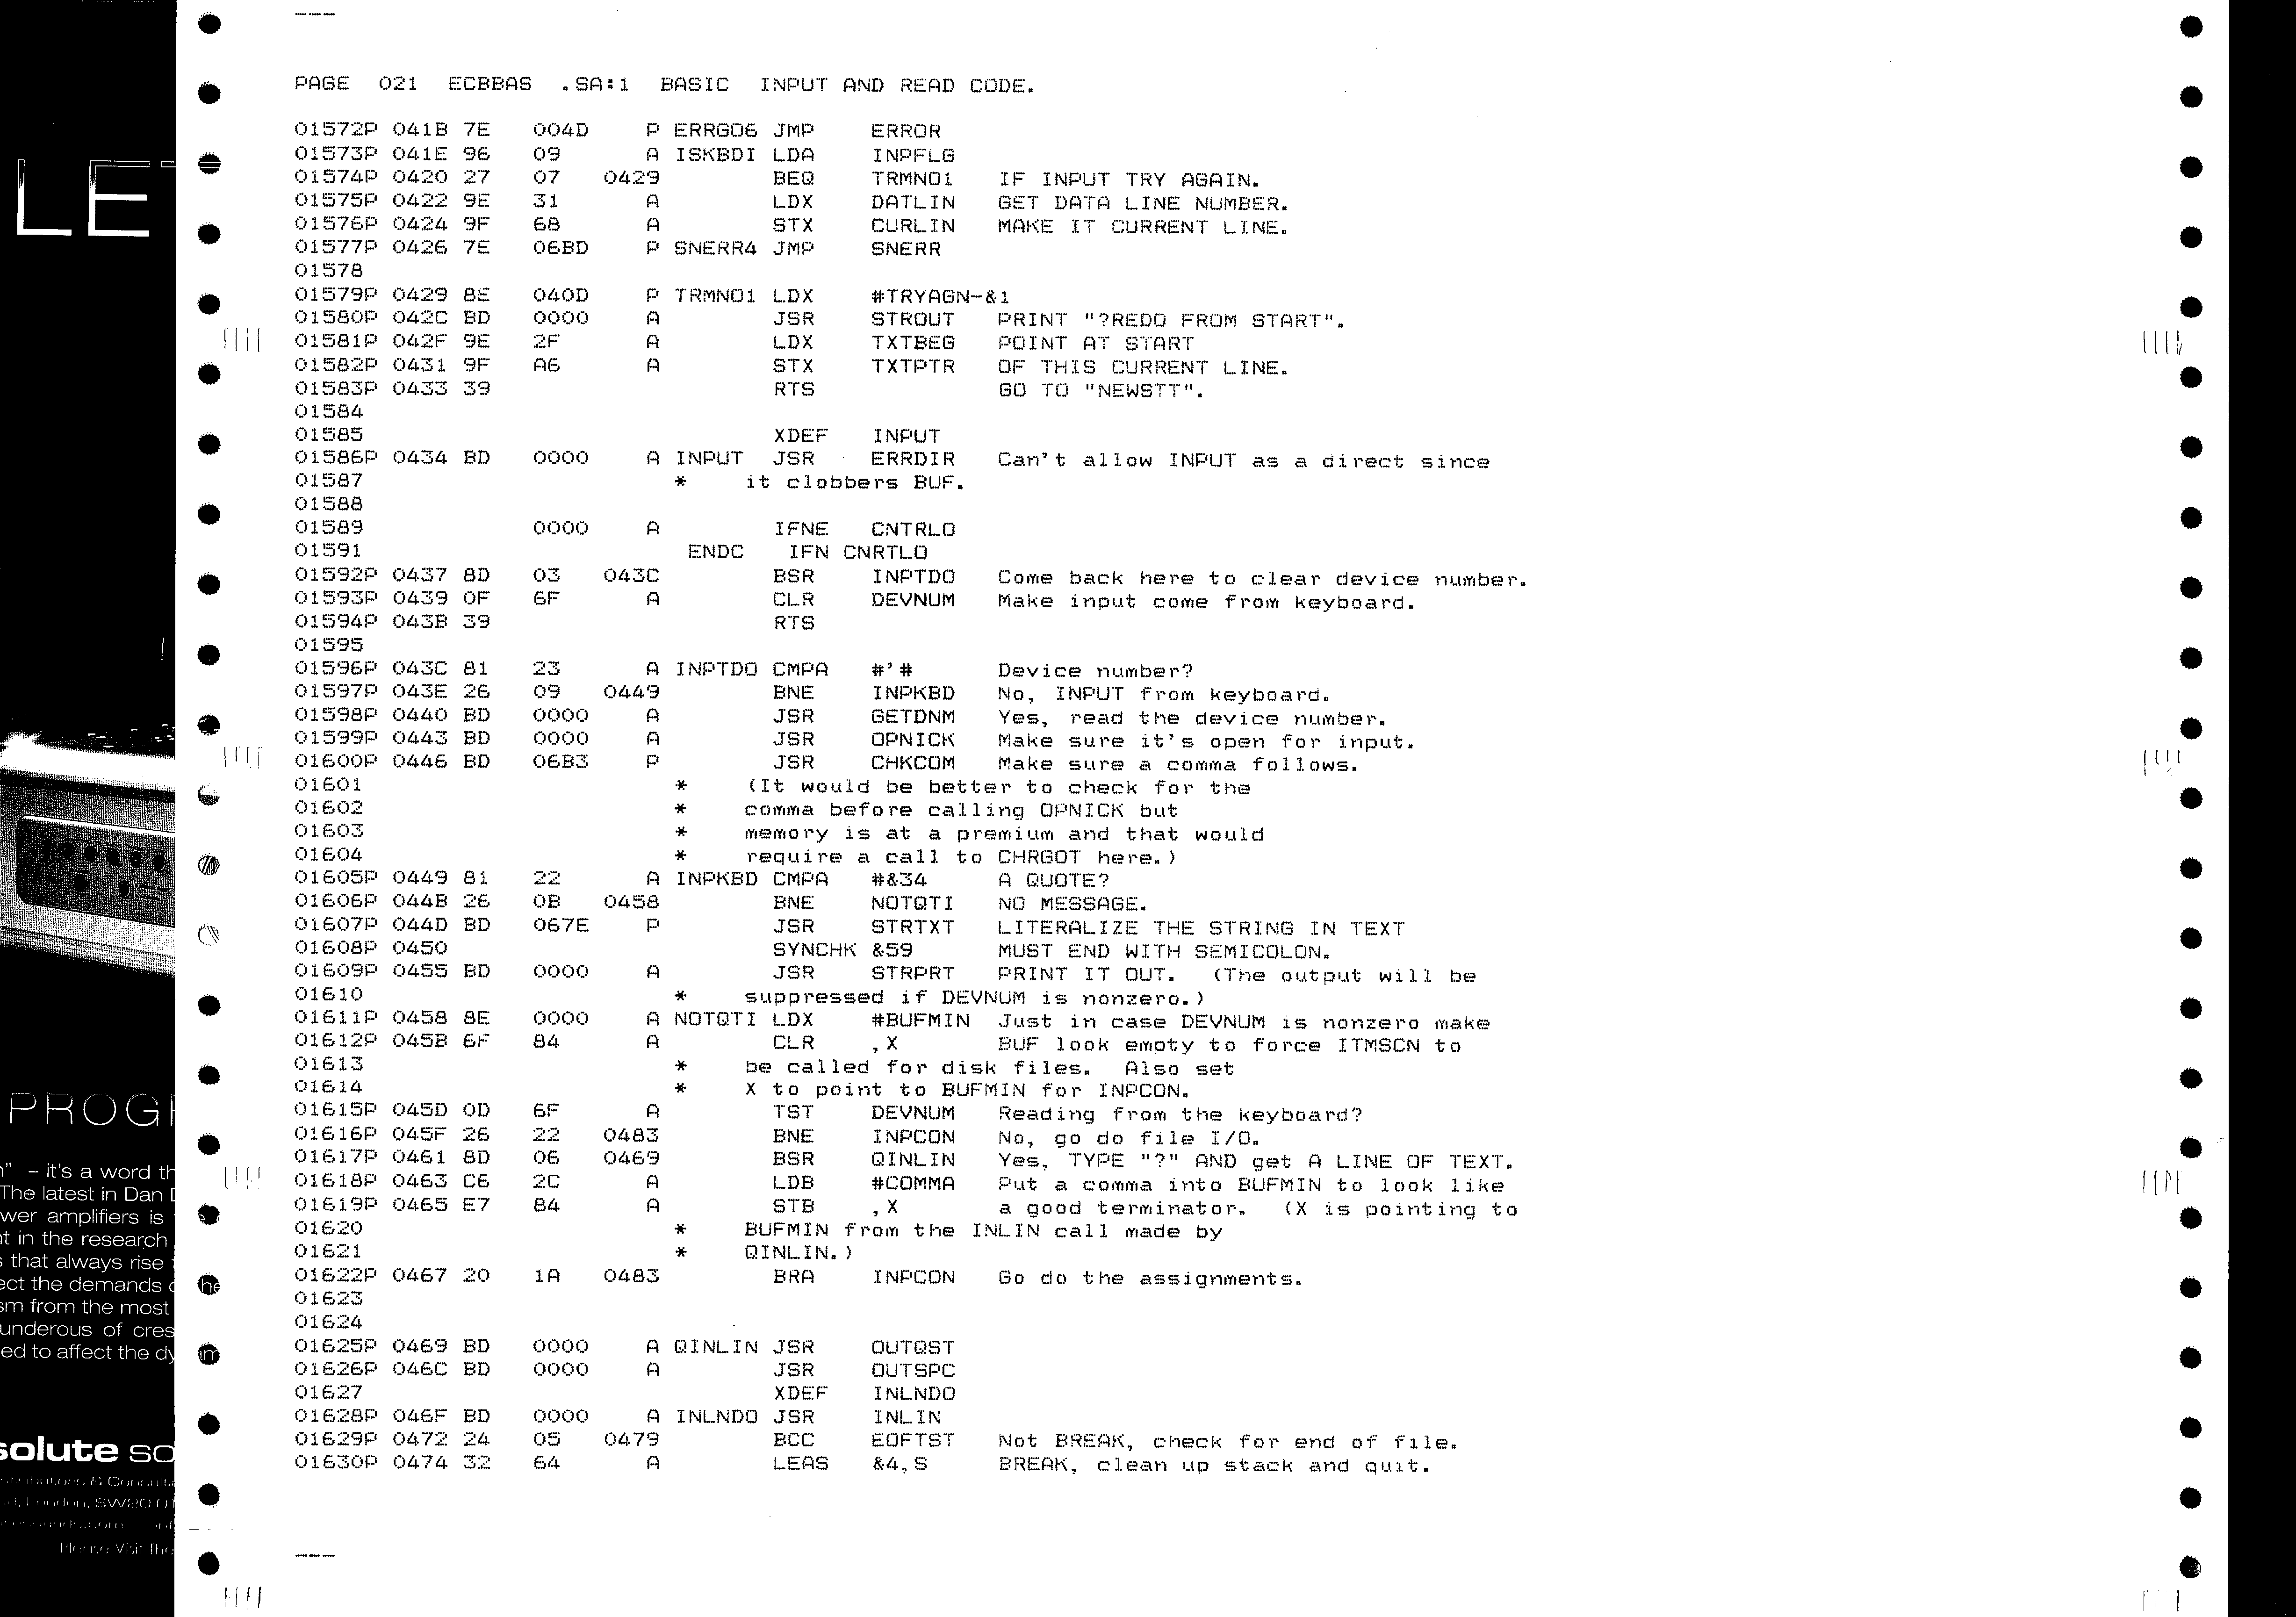 PAGE 021 ECBBAS .SA:1 BASIC INPUT AND READ CODE.
01572P 041B 7E 004D P ERRGO6 JMP ERROR
01573P 041E 96 09 A ISKBDI LDA INPFLG
01574P 0420 27 07 0429 BEQ TRMNO1 IF INPUT TRY AGAIN.
01575P 0422 9E 31 A LDX DATLIN GET DATA LINE NUMBER.
01576P 0424 9F 68 A STX CURLIN MAKE IT CURRENT LINE.
01577P 0426 7E 06BD P SNERR4 JMP SNERR
01578
01579P 0429 8E 040D P TRMNO1 LDX #TRYAGN-&1
01580P 042C BD 0000 A JSR STROUT PRINT "?REDO FROM START".
01581P 042F 9E 2F A LDX TXTBEG POINT AT START
01582P 0431 9F A6 A STX TXTPTR OF THIS CURRENT LINE.
01583P 0433 39 RTS GO TO "NEWSTT".
01584
01585 XDEF INPUT
01586P 0434 BD 0000 A INPUT JSR ERRDIR Can't allow INPUT as a direct since
01587 * it clobbers BUF.
01588
01589 0000 A IFNE CNTRLO
01591 ENDC IFN CNRTLO
01592P 0437 8D 03 043C BSR INPTDO Come back here to clear device number.
01593P 0439 0F 6F A CLR DEVNUM Make input come from keyboard.
01594P 043B 39 RTS
01595
01596P 043C 81 23 A INPTDO CMPA #'# Device number?
01597P 043E 26 09 0449 BNE INPKBD No, INPUT from keyboard.
01598P 0440 BD 0000 A JSR GETDNM Yes, read the device number.
01599P 0443 BD 0000 A JSR OPNICK Make sure it's open for input.
01600P 0446 BD 06B3 P JSR CHKCOM Make sure a comma follows.
01601 * (It would be better to check for the
01602 * comma before calling OPNICK but
01603 * memory is at a premium and that would
01604 * require a call to CHRGOT here.)
01605P 0449 81 22 A INPKBD CMPA #&34 A QUOTE?
01606P 044B 26 0B 0458 BNE NOTQTI NO MESSAGE.
01607P 044D BD 067E P JSR STRTXT LITERALIZE THE STRING IN TEXT
01608P 0450 SYNCHK &59 MUST END WITH SEMICOLON.
01609P 0455 BD 0000 A JSR STRPRT PRINT IT OUT. (The output will be
01610 * suppressed if DEVNUM is nonzero.)
01611P 0458 8E 0000 A NOTQTI LDX #BUFMIN Just in case DEVNUM is nonzero make
01612P 045B 6F 84 A CLR ,X BUF look empty to force ITMSCN to
01613 * be called for disk files. Also set
01614 * X to point to BUFMIN for INPCON.
01615P 045D 0D 6F A TST DEVNUM Reading from the keyboard?
01616P 045F 26 22 0483 BNE INPCON No, go do file I/O.
01617P 0461 8D 06 0469 BSR QINLIN Yes, TYPE "?" AND get A LINE OF TEXT.
01618P 0463 C6 2C A LDB #COMMA Put a comma into BUFMIN to look like
01619P 0465 E7 84 A STB ,X a good terminator. (X is pointing to
01620 * BUFMIN from the INLIN call made by
01621 * QINLIN.)
01622P 0467 20 1A 0483 BRA INPCON Go do the assignments.
01623
01624
01625P 0469 BD 0000 A QINLIN JSR OUTQST
01626P 046C BD 0000 A JSR OUTSPC
01627 XDEF INLNDO
01628P 046F BD 0000 A INLNDO JSR INLIN
01629P 0472 24 05 0479 BCC EOFTST Not BREAK, check for end of file.
01630P 0474 32 64 A LEAS &4,S BREAK, clean up stack and quit.
LET
PROG
– it's a word th
The latest in Dan
wer amplifiers is
t in the research
s that always rise
ect the demands
sm from the most
underous of cres
ed to affect the dy
solute so
London, SW20
Please Visit the